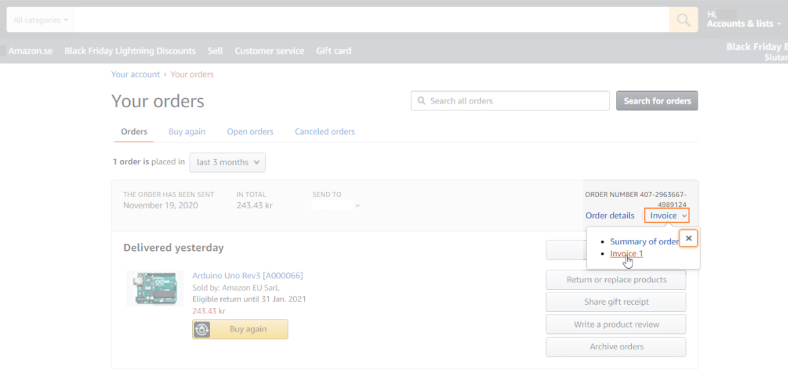 All categories
Hi,
Accounts & lists
Amazon.se Black Friday Lightning Discounts Sell Customer service Gift card
Black Friday
Slutar
Your account › Your orders
Your orders
Search all orders
Search for orders
Orders Buy again Open orders Canceled orders
1 order is placed in last 3 months
THE ORDER HAS BEEN SENT IN TOTAL SEND TO ORDER NUMBER 407-2963667-
4989124
November 19, 2020 243.43 kr
Order details Invoice
Summary of order
Invoice 1
Delivered yesterday
Arduino Uno Rev3 [A000066]
Sold by: Amazon EU SarL
Eligible return until 31 Jan. 2021
243.43 kr
Buy again
Return or replace products
Share gift receipt
Write a product review
Archive orders